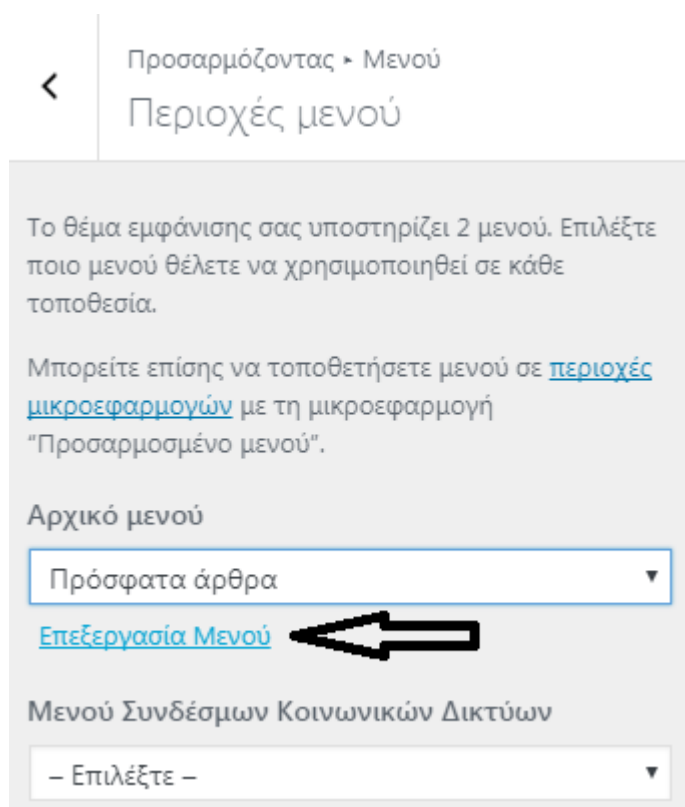 Προσαρμόζοντας ▸ Μενού
Περιοχές μενού
Το θέμα εμφάνισης σας υποστηρίζει 2 μενού. Επιλέξτε
ποιο μενού θέλετε να χρησιμοποιηθεί σε κάθε
τοποθεσία.
Μπορείτε επίσης να τοποθετήσετε μενού σε περιοχές
μικροεφαρμογών με τη μικροεφαρμογή
“Προσαρμοσμένο μενού”.
Αρχικό μενού
Πρόσφατα άρθρα
Επεξεργασία Μενού
Μενού Συνδέσμων Κοινωνικών Δικτύων
– Επιλέξτε –